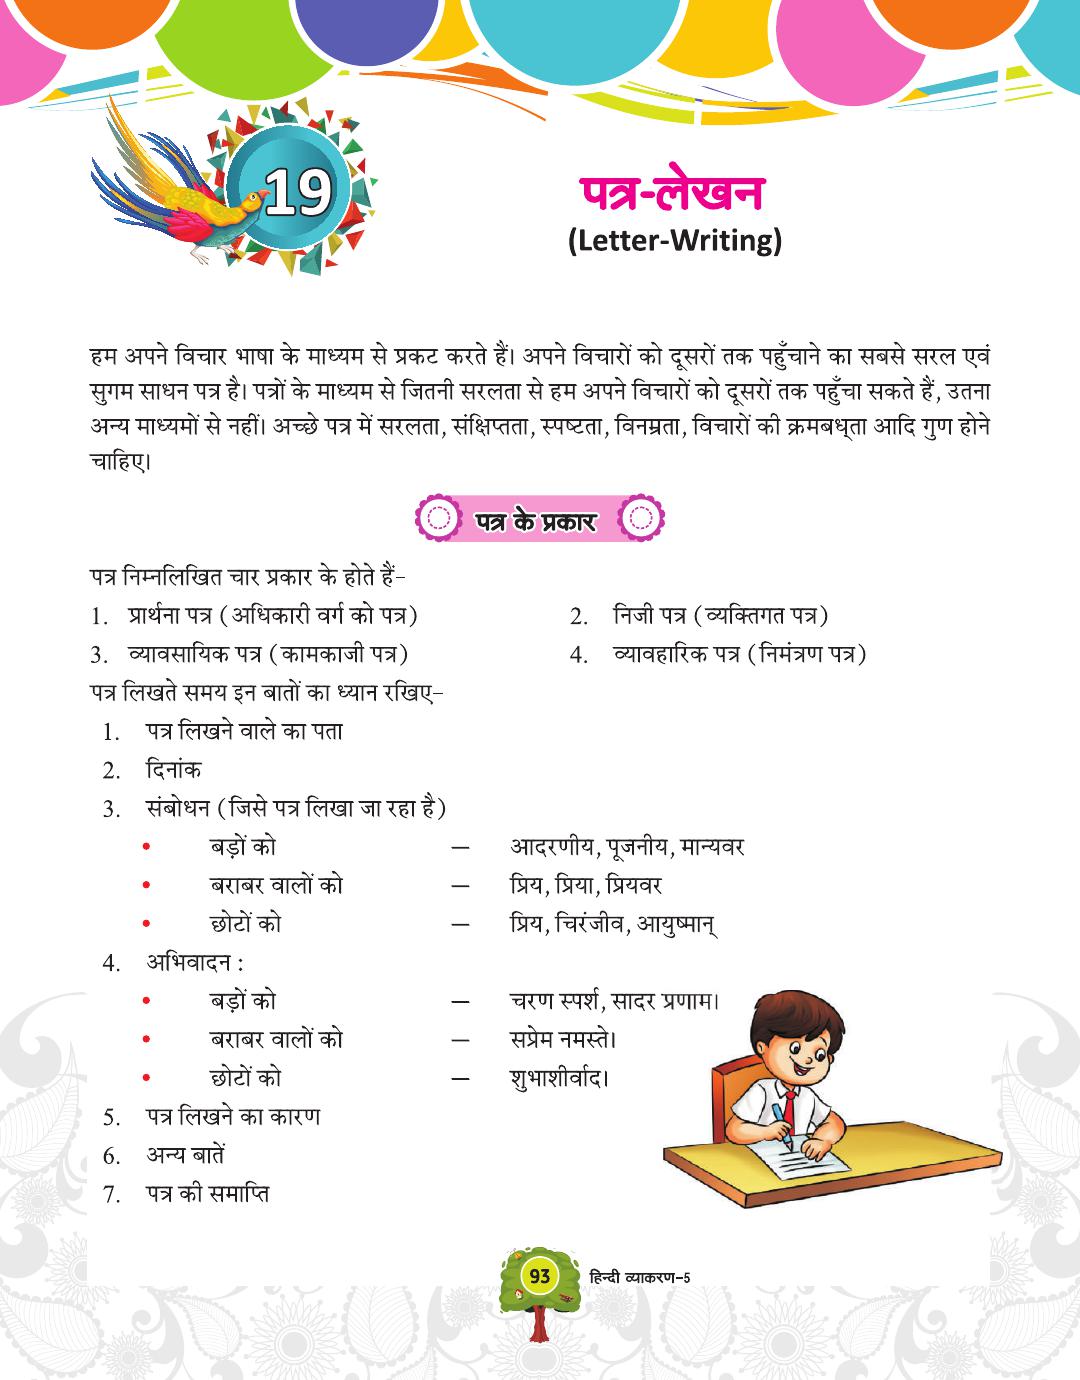 19
पत्र-लेखन
(Letter-Writing)
हम अपने विचार भाषा के माध्यम से प्रकट करते हैं। अपने विचारों को दूसरों तक पहुँचाने का सबसे सरल एवं
सुगम साधन पत्र है। पत्रों के माध्यम से जितनी सरलता से हम अपने विचारों को दूसरों तक पहुँचा सकते हैं, उतना
अन्य माध्यमों से नहीं। अच्छे पत्र में सरलता, संक्षिप्तता, स्पष्टता, विनम्रता, विचारों की क्रमबध्ता आदि गुण होने
चाहिए।
पत्र के प्रकार
पत्र निम्नलिखित चार प्रकार के होते हैं–
1. प्रार्थना पत्र (अधिकारी वर्ग को पत्र) 2. निजी पत्र (व्यक्तिगत पत्र)
3. व्यावसायिक पत्र (कामकाजी पत्र) 4. व्यावहारिक पत्र (निमंत्रण पत्र)
पत्र लिखते समय इन बातों का ध्यान रखिए–
1. पत्र लिखने वाले का पता
2. दिनांक
3. संबोधन (जिसे पत्र लिखा जा रहा है)
• बड़ों को — आदरणीय, पूजनीय, मान्यवर
• बराबर वालों को — प्रिय, प्रिया, प्रियवर
• छोटों को — प्रिय, चिरंजीव, आयुष्मान्
4. अभिवादन :
• बड़ों को — चरण स्पर्श, सादर प्रणाम।
• बराबर वालों को — सप्रेम नमस्ते।
• छोटों को — शुभाशीर्वाद।
5. पत्र लिखने का कारण
6. अन्य बातें
7. पत्र की समाप्ति
93 हिन्दी व्याकरण–5